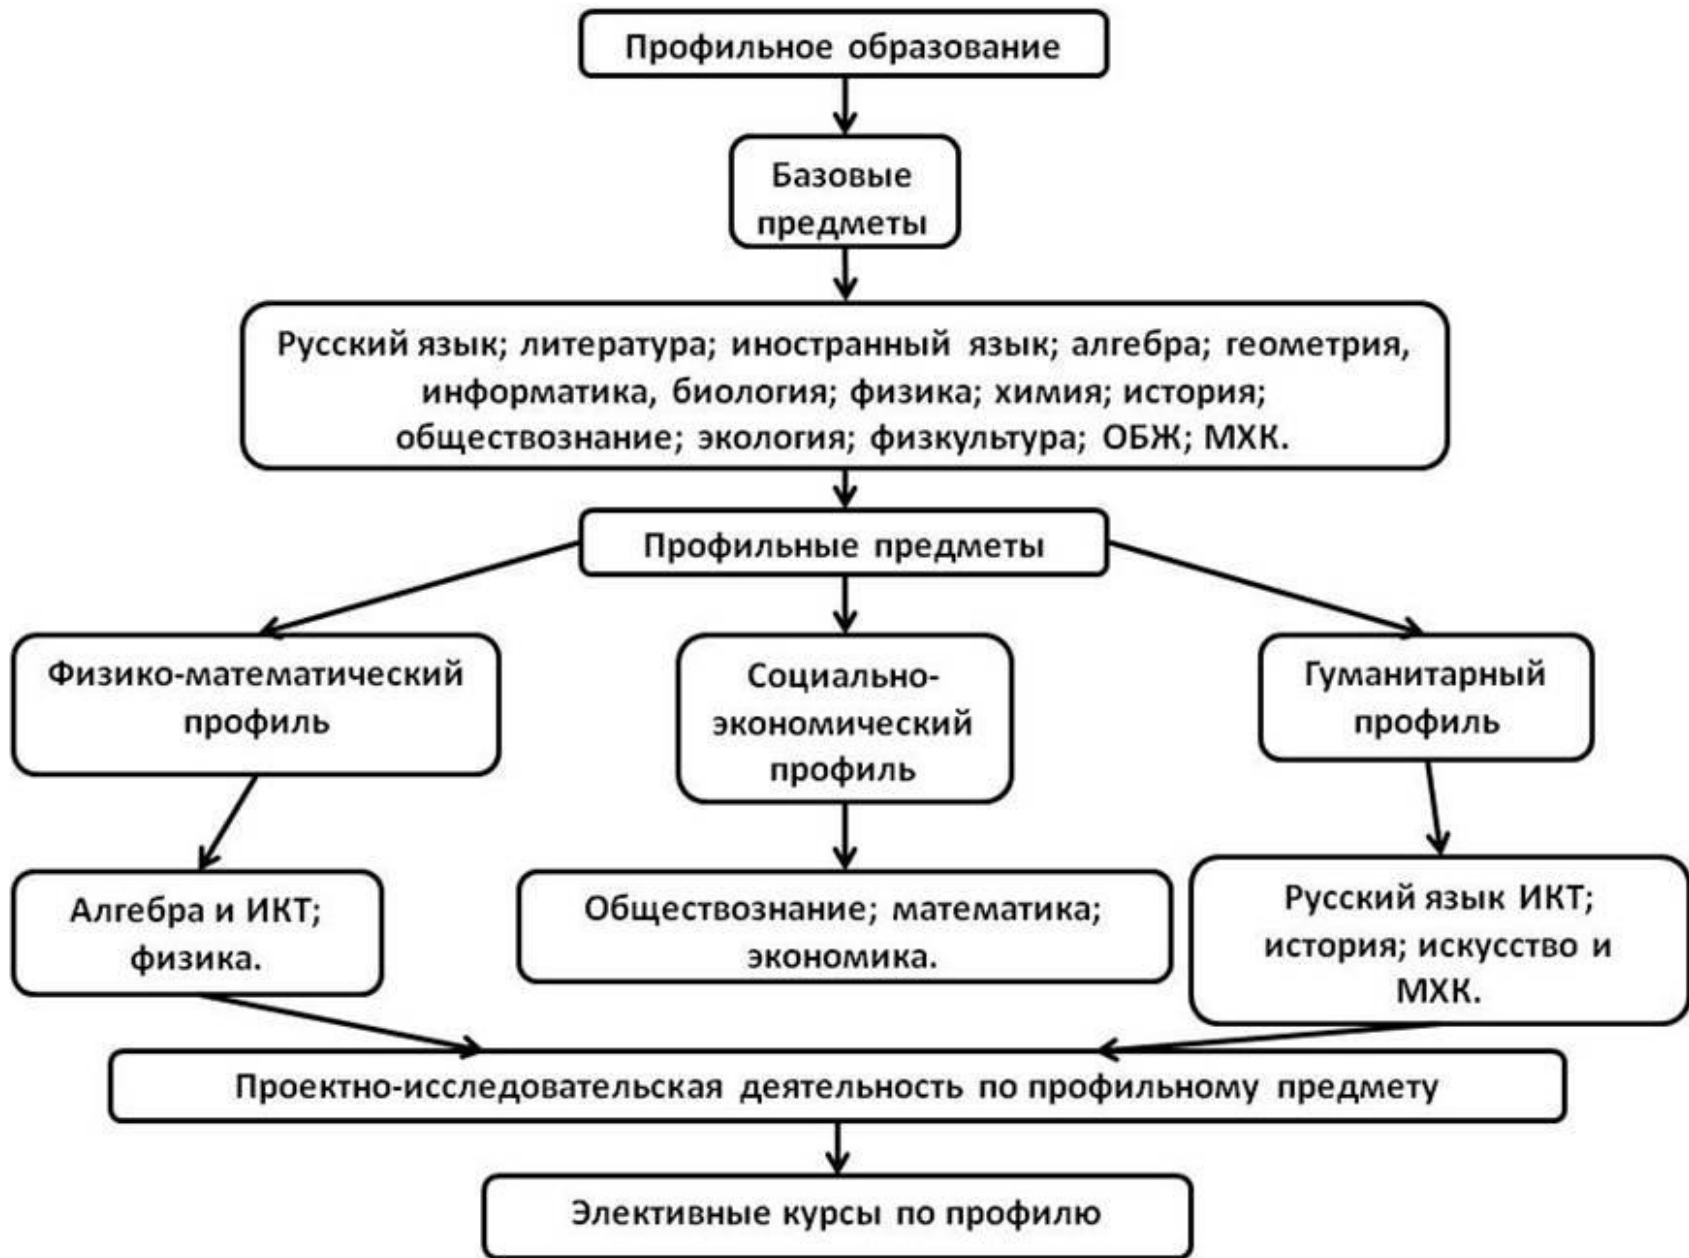 Профильное образование
Базовые
предметы
Русский язык; литература; иностранный язык; алгебра; геометрия,
информатика, биология; физика; химия; история;
обществознание; экология; физкультура; ОБЖ; МХК.
Профильные предметы
Физико-математический
профиль
Социально-
экономический
профиль
Гуманитарный
профиль
Алгебра и ИКТ;
физика.
Обществознание; математика;
экономика.
Русский язык ИКТ;
история; искусство и
МХК.
Проектно-исследовательская деятельность по профильному предмету
Элективные курсы по профилю